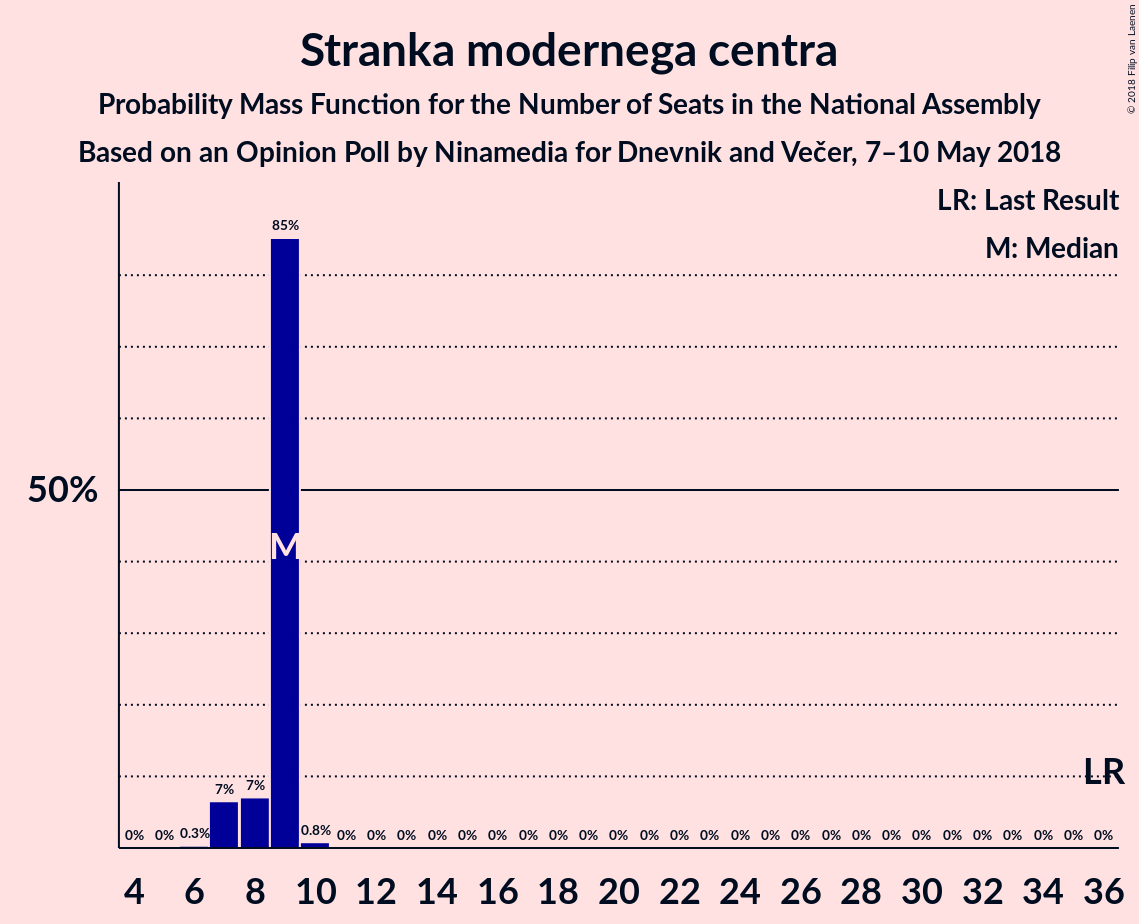 Stranka modernega centra
Probability Mass Function for the Number of Seats in the National Assembly
Based on an Opinion Poll by Ninamedia for Dnevnik and Večer, 7–10 May 2018
© 2018 Filip van Laenen
LR: Last Result
M: Median
85%
50%
M
LR
0% 0% 0.3% 7% 7% 0.8% 0% 0% 0% 0% 0% 0% 0% 0% 0% 0% 0% 0% 0% 0% 0% 0% 0% 0% 0% 0% 0% 0% 0% 0% 0% 0%
4 6 8 10 12 14 16 18 20 22 24 26 28 30 32 34 36